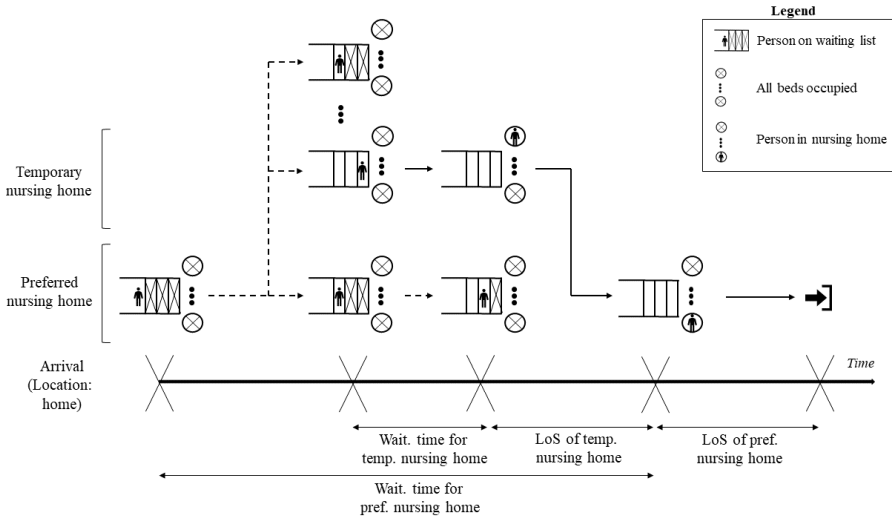 Legend
Person on waiting list
All beds occupied
Person in nursing home
Temporary
nursing home
Preferred
nursing home
Arrival
(Location:
home)
Time
Wait. time for
temp. nursing home
LoS of temp.
nursing home
LoS of pref.
nursing home
Wait. time for
pref. nursing home